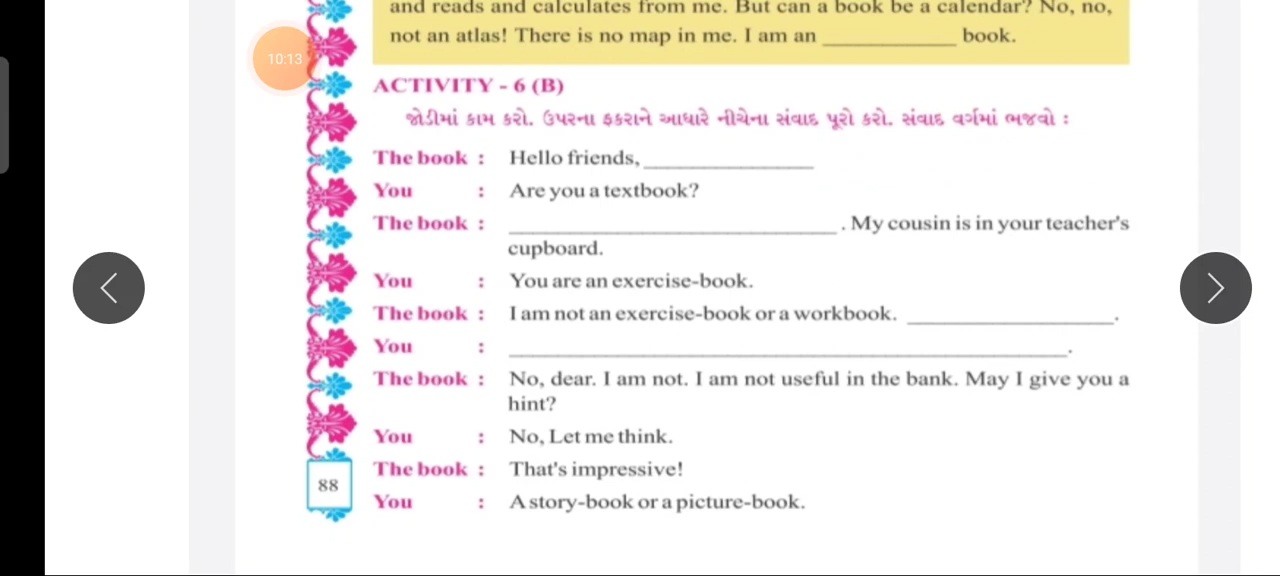 and reads and calculates from me. But can a book be a calendar? No, no,
not an atlas! There is no map in me. I am an ____________ book.
10:13
ACTIVITY - 6 (B)
જોડીમાં કામ કરો. ઉપરના ફકરાને આધારે નીચેના સંવાદ પૂરો કરો. સંવાદ વર્ગમાં ભજવો :
The book : Hello friends, ________________
You : Are you a textbook?
The book : ______________________________ . My cousin is in your teacher's
cupboard.
You : You are an exercise-book.
The book : I am not an exercise-book or a workbook. ___________________.
You : ____________________________________________________.
The book : No, dear. I am not. I am not useful in the bank. May I give you a
hint?
You : No, Let me think.
The book : That's impressive!
You : A story-book or a picture-book.
88